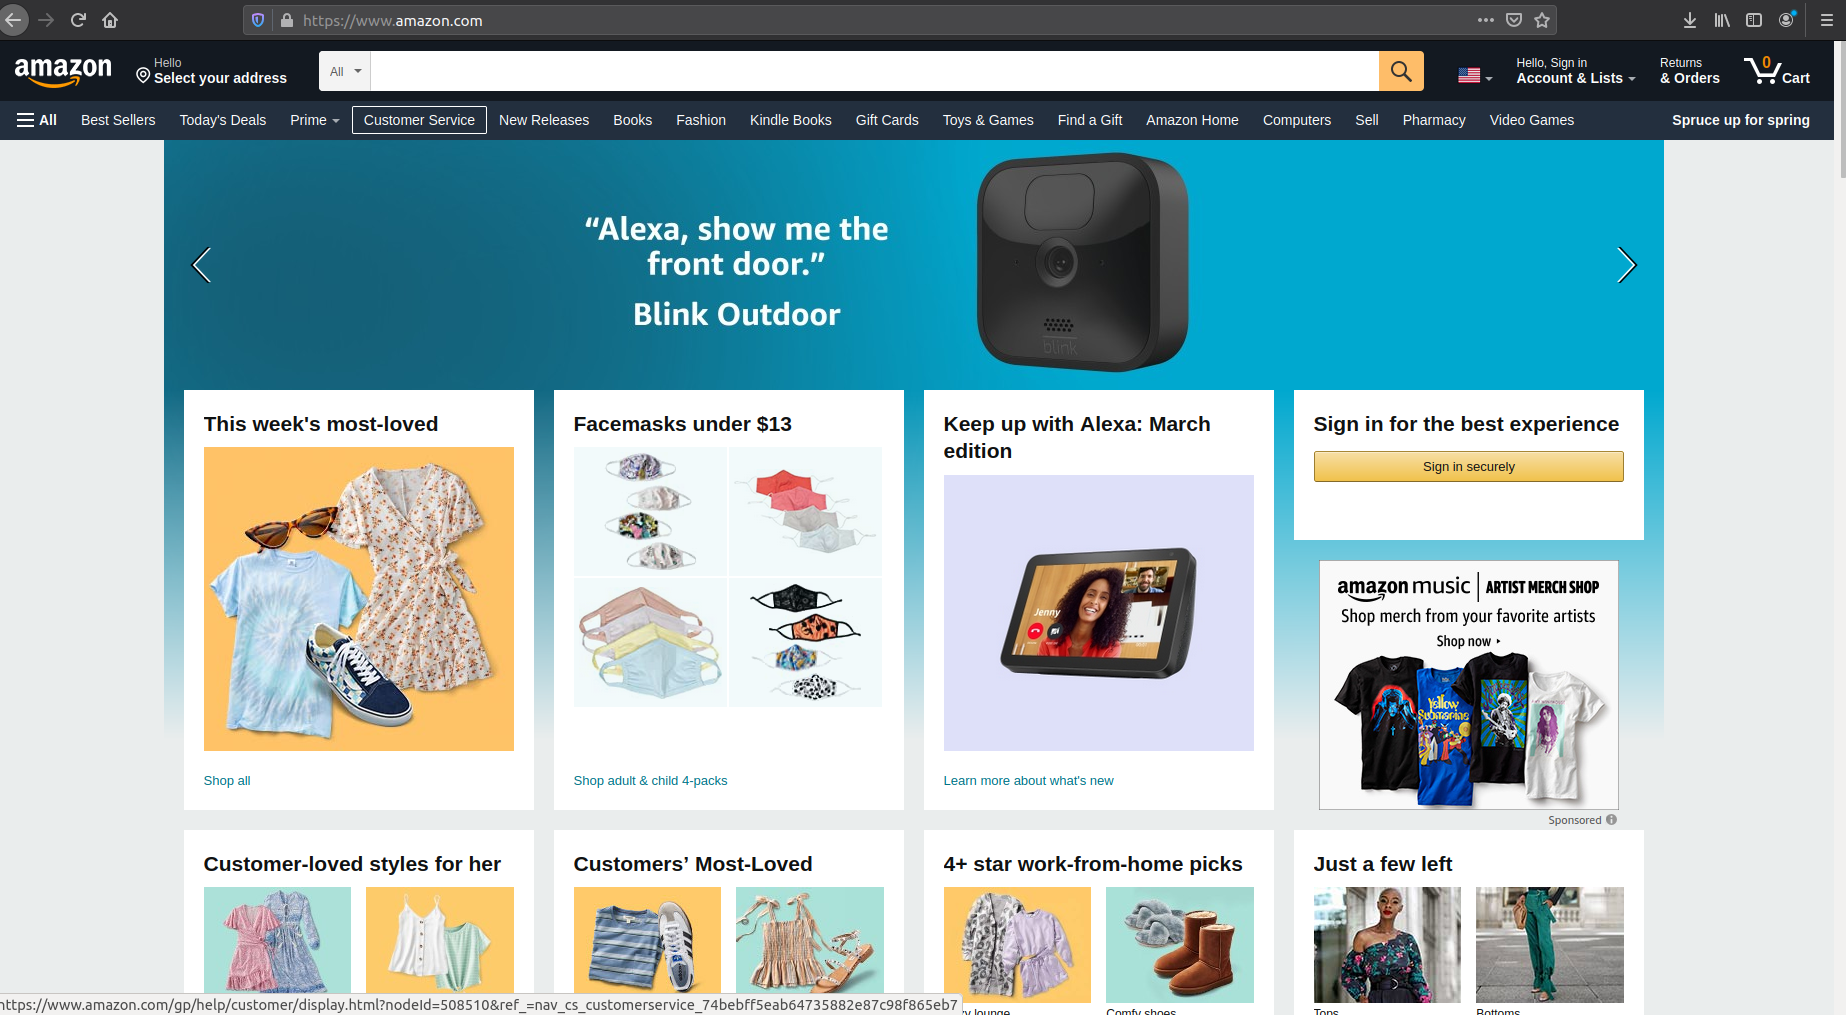 https://www.amazon.com
amazon
Hello
Select your address
All
Hello, Sign in
Account & Lists
Returns
& Orders
0
Cart
All
Best Sellers
Today's Deals
Prime
Customer Service
New Releases
Books
Fashion
Kindle Books
Gift Cards
Toys & Games
Find a Gift
Amazon Home
Computers
Sell
Pharmacy
Video Games
Spruce up for spring
“Alexa, show me the
front door.”
Blink Outdoor
blink
This week's most-loved
Shop all
Facemasks under $13
Shop adult & child 4-packs
Keep up with Alexa: March
edition
Jenny
Learn more about what's new
Sign in for the best experience
Sign in securely
amazon music | ARTIST MERCH SHOP
Shop merch from your favorite artists
Shop now
Yellow
Submarine
Sponsored
Customer-loved styles for her
Customers’ Most-Loved
4+ star work-from-home picks
lounge
Comfy shoes
Just a few left
Tops
Bottoms
https://www.amazon.com/gp/help/customer/display.html?nodeId=508510&ref_=nav_cs_customerservice_74bebff5eab64735882e87c98f865eb7